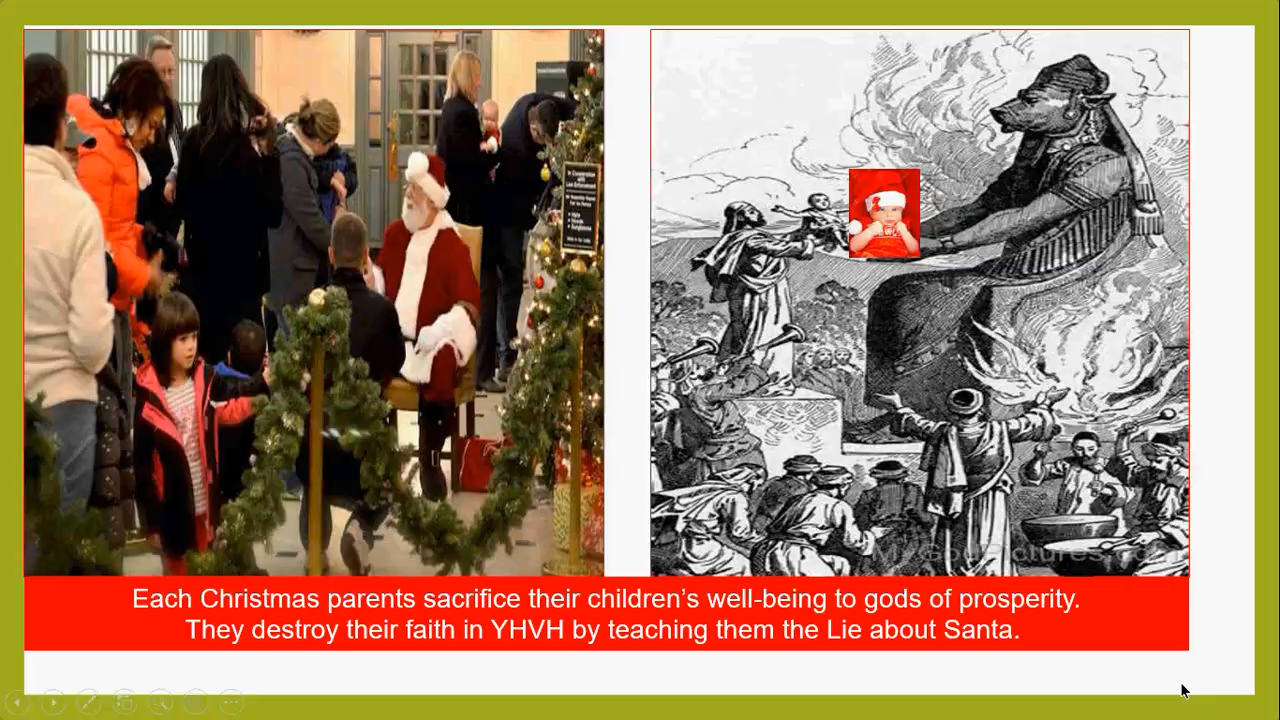 Each Christmas parents sacrifice their children's well-being to gods of prosperity.
They destroy their faith in YHVH by teaching them the Lie about Santa.